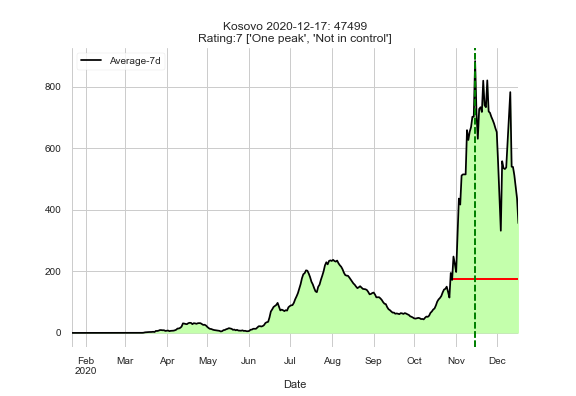 Kosovo 2020-12-17: 47499
Rating:7 ['One peak', 'Not in control']
Average-7d
800
600
400
200
0
Feb Mar Apr May Jun Jul Aug Sep Oct Nov Dec
2020
Date